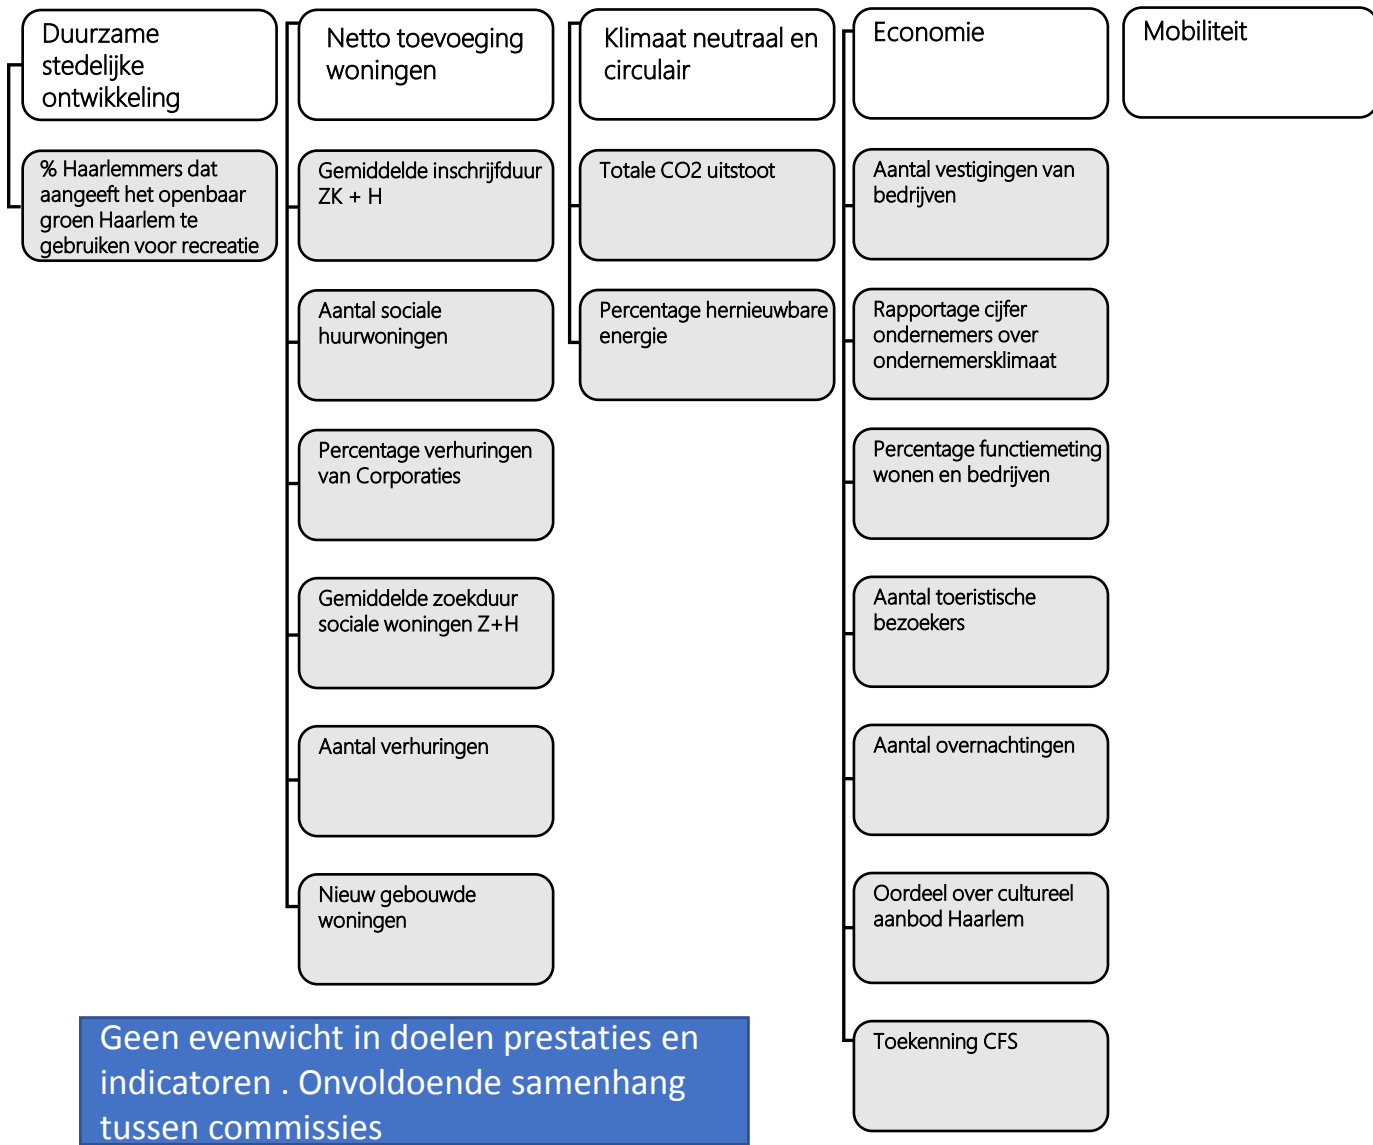 Duurzame
stedelijke
ontwikkeling
% Haarlemmers dat
aangeeft het openbaar
groen Haarlem te
gebruiken voor recreatie
Netto toevoeging
woningen
Gemiddelde inschrijfduur
ZK + H
Aantal sociale
huurwoningen
Percentage verhuringen
van Corporaties
Gemiddelde zoekduur
sociale woningen Z+H
Aantal verhuringen
Nieuw gebouwde
woningen
Klimaat neutraal en
circulair
Totale CO2 uitstoot
Percentage hernieuwbare
energie
Economie
Aantal vestigingen van
bedrijven
Rapportage cijfer
ondernemers over
ondernemersklimaat
Percentage functiemeting
wonen en bedrijven
Aantal toeristische
bezoekers
Aantal overnachtingen
Oordeel over cultureel
aanbod Haarlem
Toekenning CFS
Mobiliteit
Geen evenwicht in doelen prestaties en
indicatoren . Onvoldoende samenhang
tussen commissies